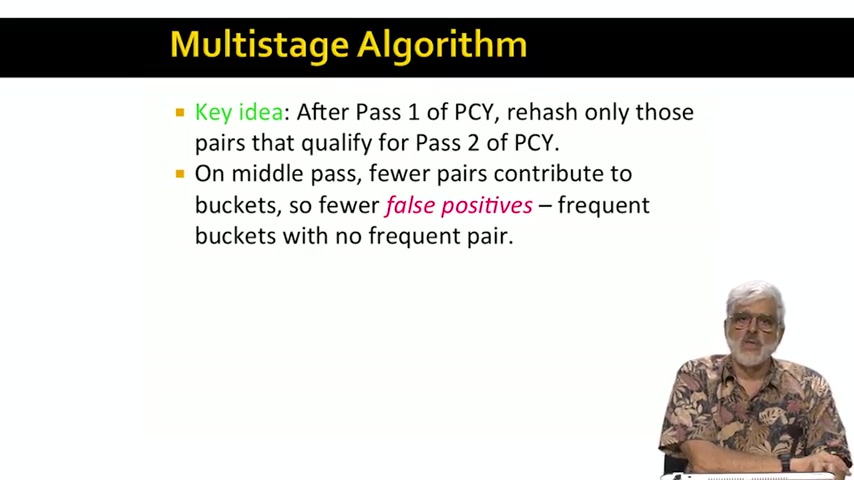 Multistage Algorithm
Key idea: After Pass 1 of PCY, rehash only those
pairs that qualify for Pass 2 of PCY.
On middle pass, fewer pairs contribute to
buckets, so fewer false positives – frequent
buckets with no frequent pair.